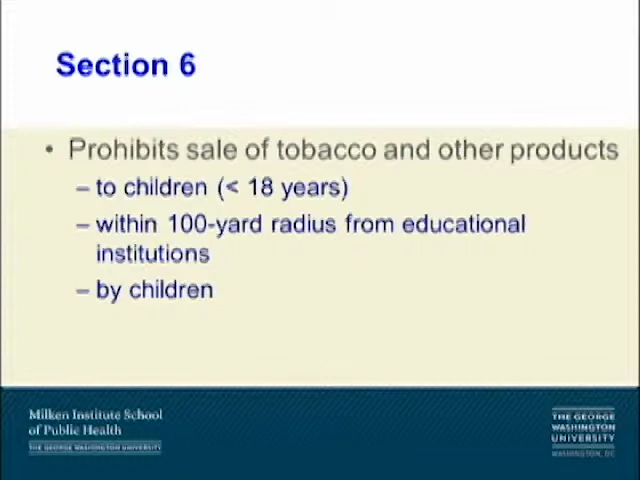 Section 6
• Prohibits sale of tobacco and other products
– to children (< 18 years)
– within 100-yard radius from educational
institutions
– by children
Milken Institute School
of Public Health
THE GEORGE WASHINGTON UNIVERSITY
THE GEORGE
WASHINGTON
UNIVERSITY
WASHINGTON, DC